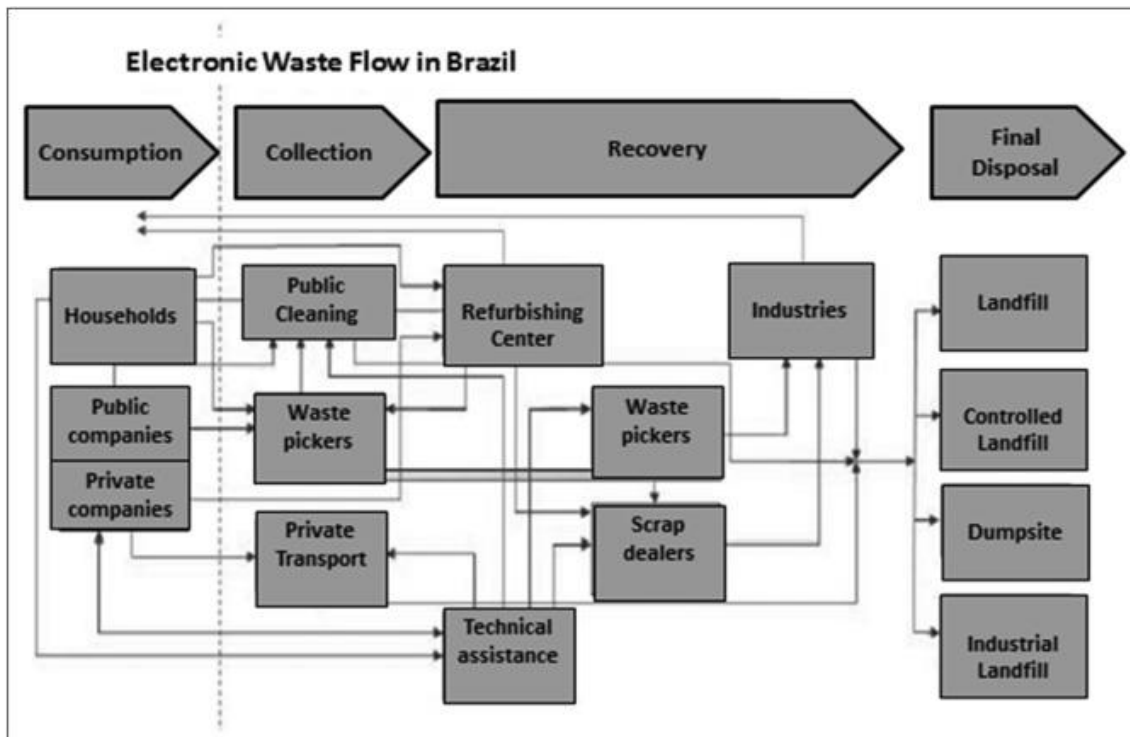 Electronic Waste Flow in Brazil
Consumption
Collection
Recovery
Final
Disposal
Households
Public
Cleaning
Refurbishing
Center
Industries
Landfill
Public
companies
Waste
pickers
Waste
pickers
Controlled
Landfill
Private
companies
Private
Transport
Scrap
dealers
Dumpsite
Technical
assistance
Industrial
Landfill